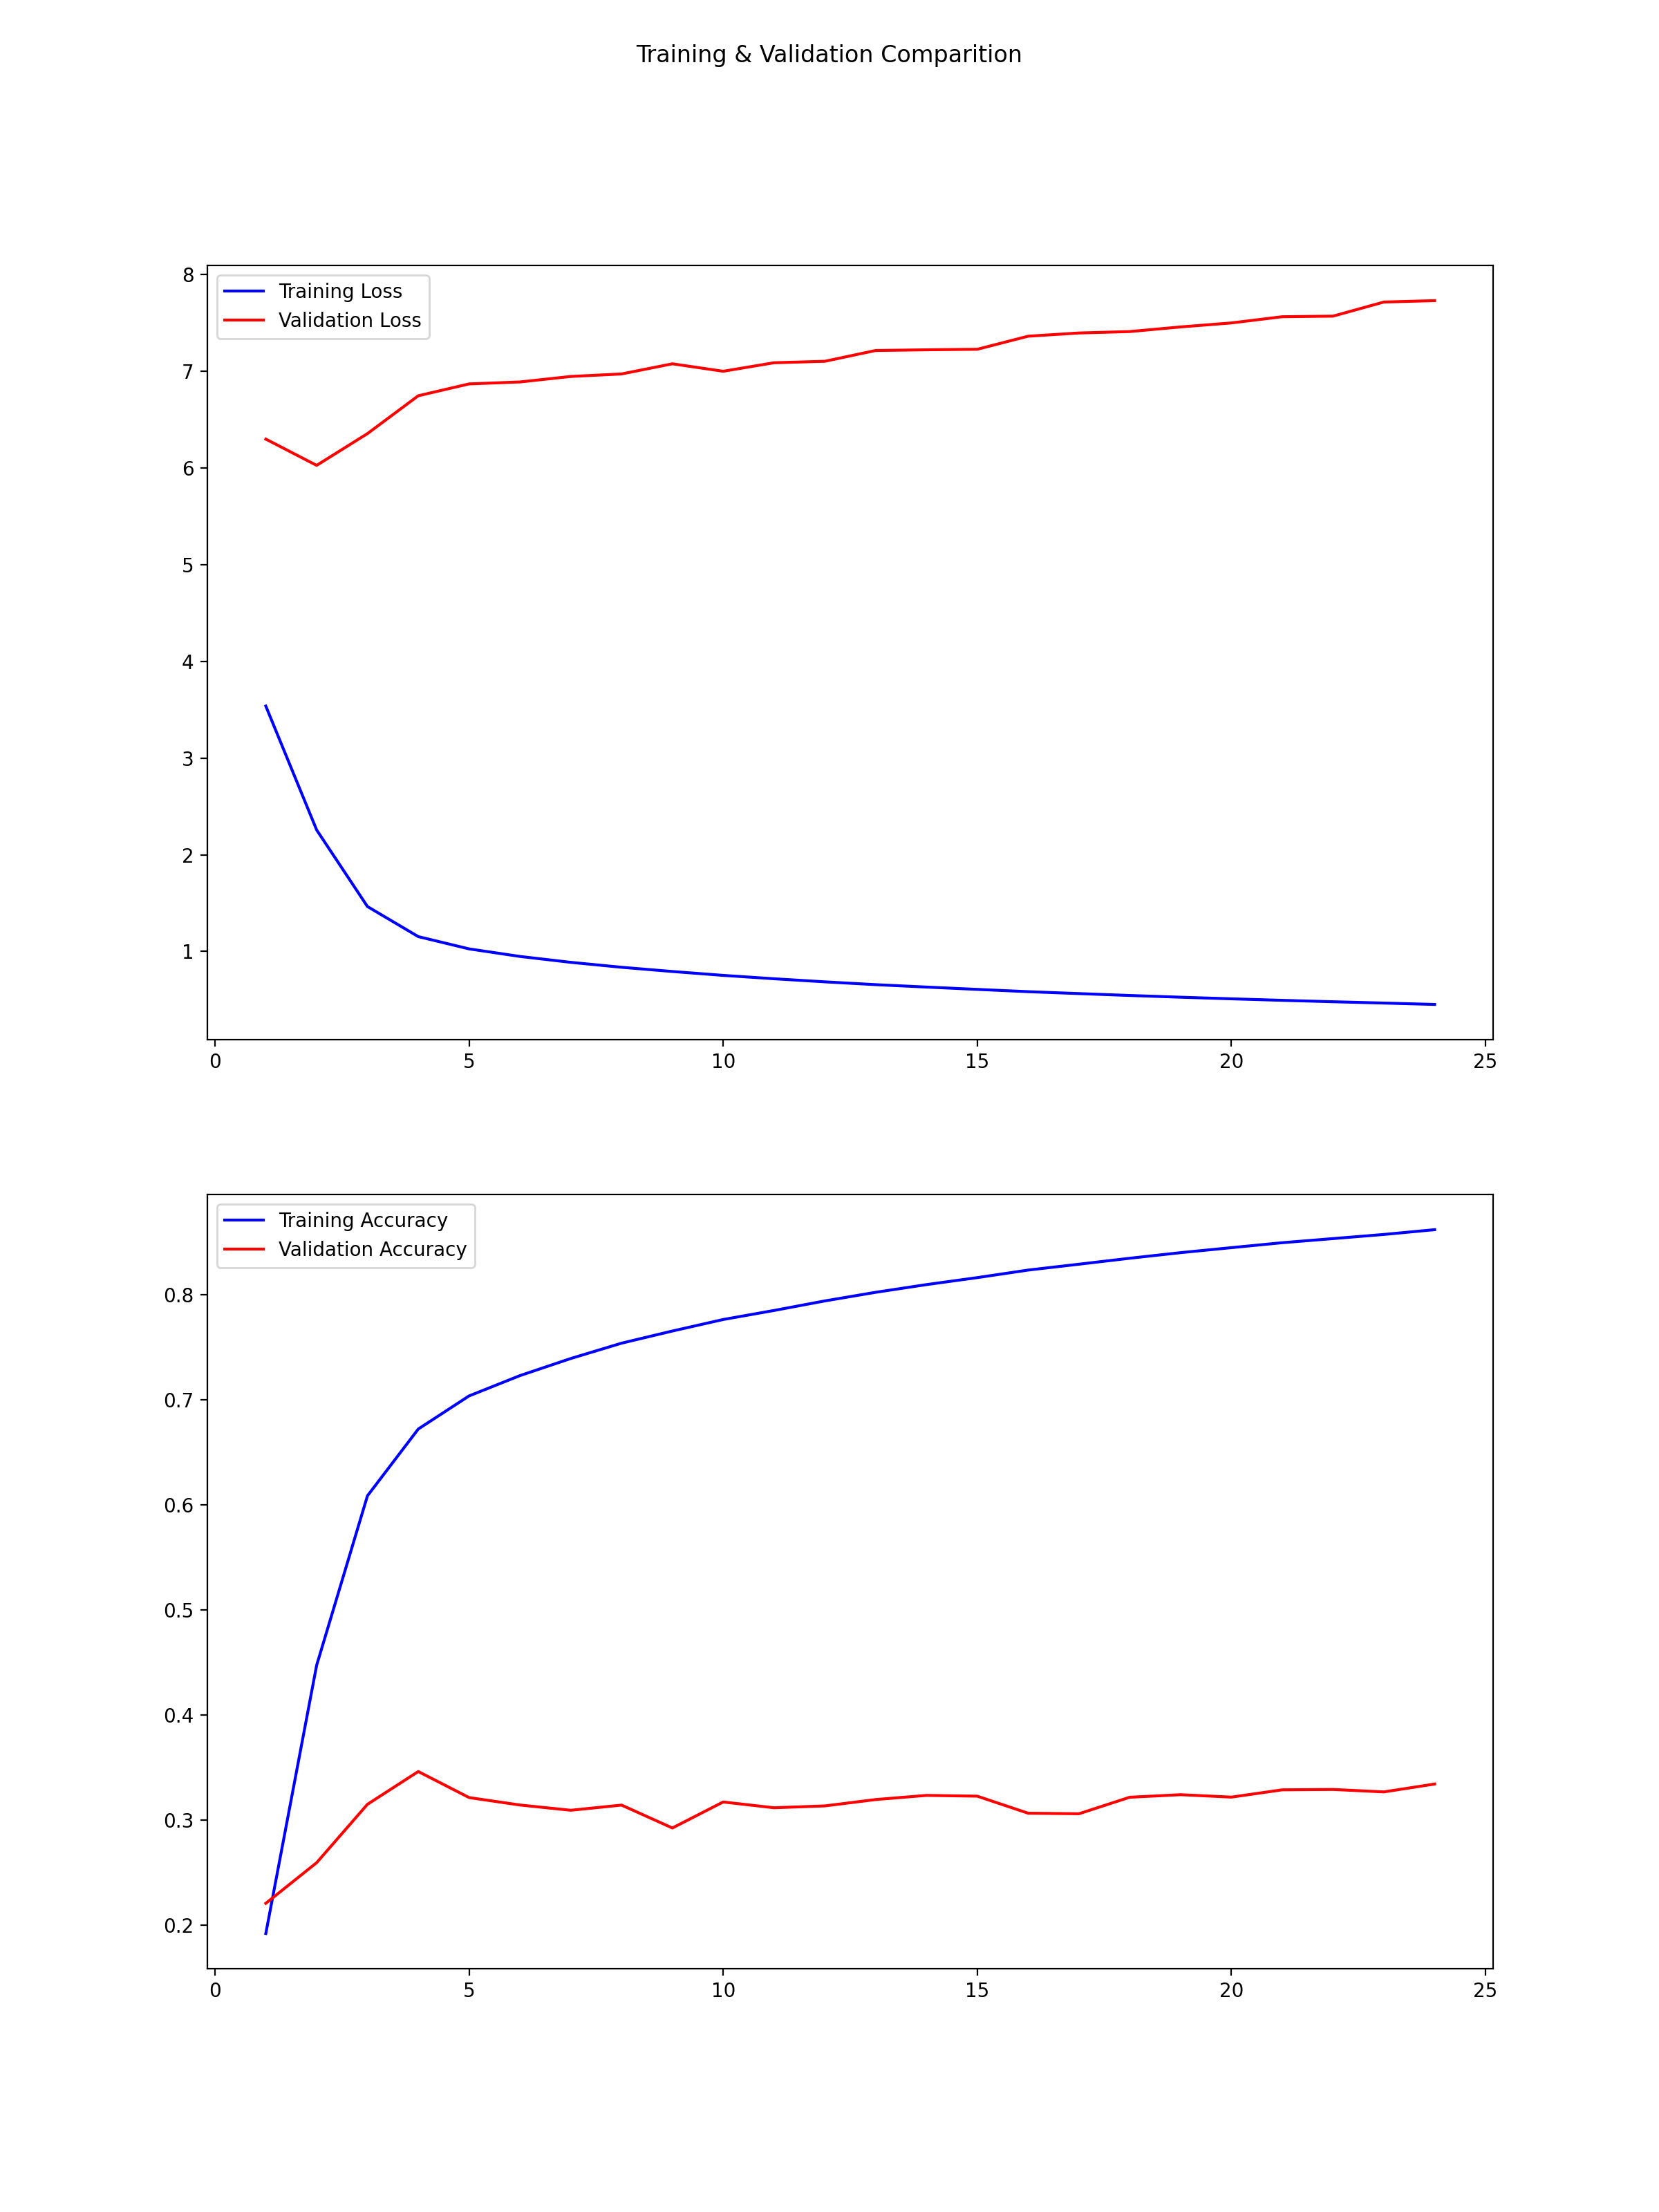 Training & Validation Comparition
8
7
6
5
4
3
2
1
Training Loss
Validation Loss
0 5 10 15 20 25
0.8
0.7
0.6
0.5
0.4
0.3
0.2
Training Accuracy
Validation Accuracy
0 5 10 15 20 25